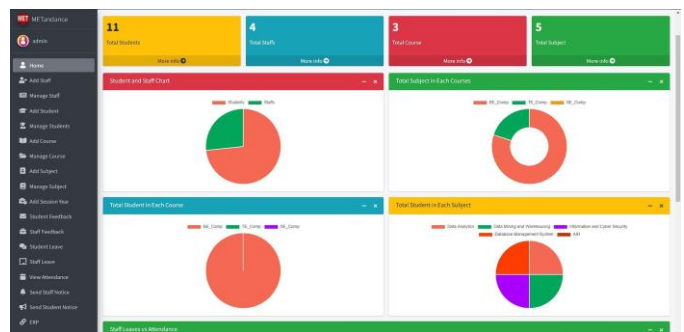 MET METandance
admin
Home
Add Staff
Manage Staff
Add Student
Manage Students
Add Course
Manage Course
Add Subject
Manage Subject
Add Session Year
Student Feedback
Staff Feedback
Student Leave
Staff Leave
View Attendance
Send Staff Notice
Send Student Notice
ERP
11
Total Students
More info
4
Total Staffs
More info
3
Total Course
More info
5
Total Subject
More info
Student and Staff Chart
Students Staffs
Total Subject in Each Courses
BE_Comp TE_Comp SE_Comp
Total Student in Each Course
BE_Comp TE_Comp SE_Comp
Total Student in Each Subject
Data Analytics Data Mining and Warehousing Information and Cyber Security
Database Management System
Staff Leaves vs Attendance